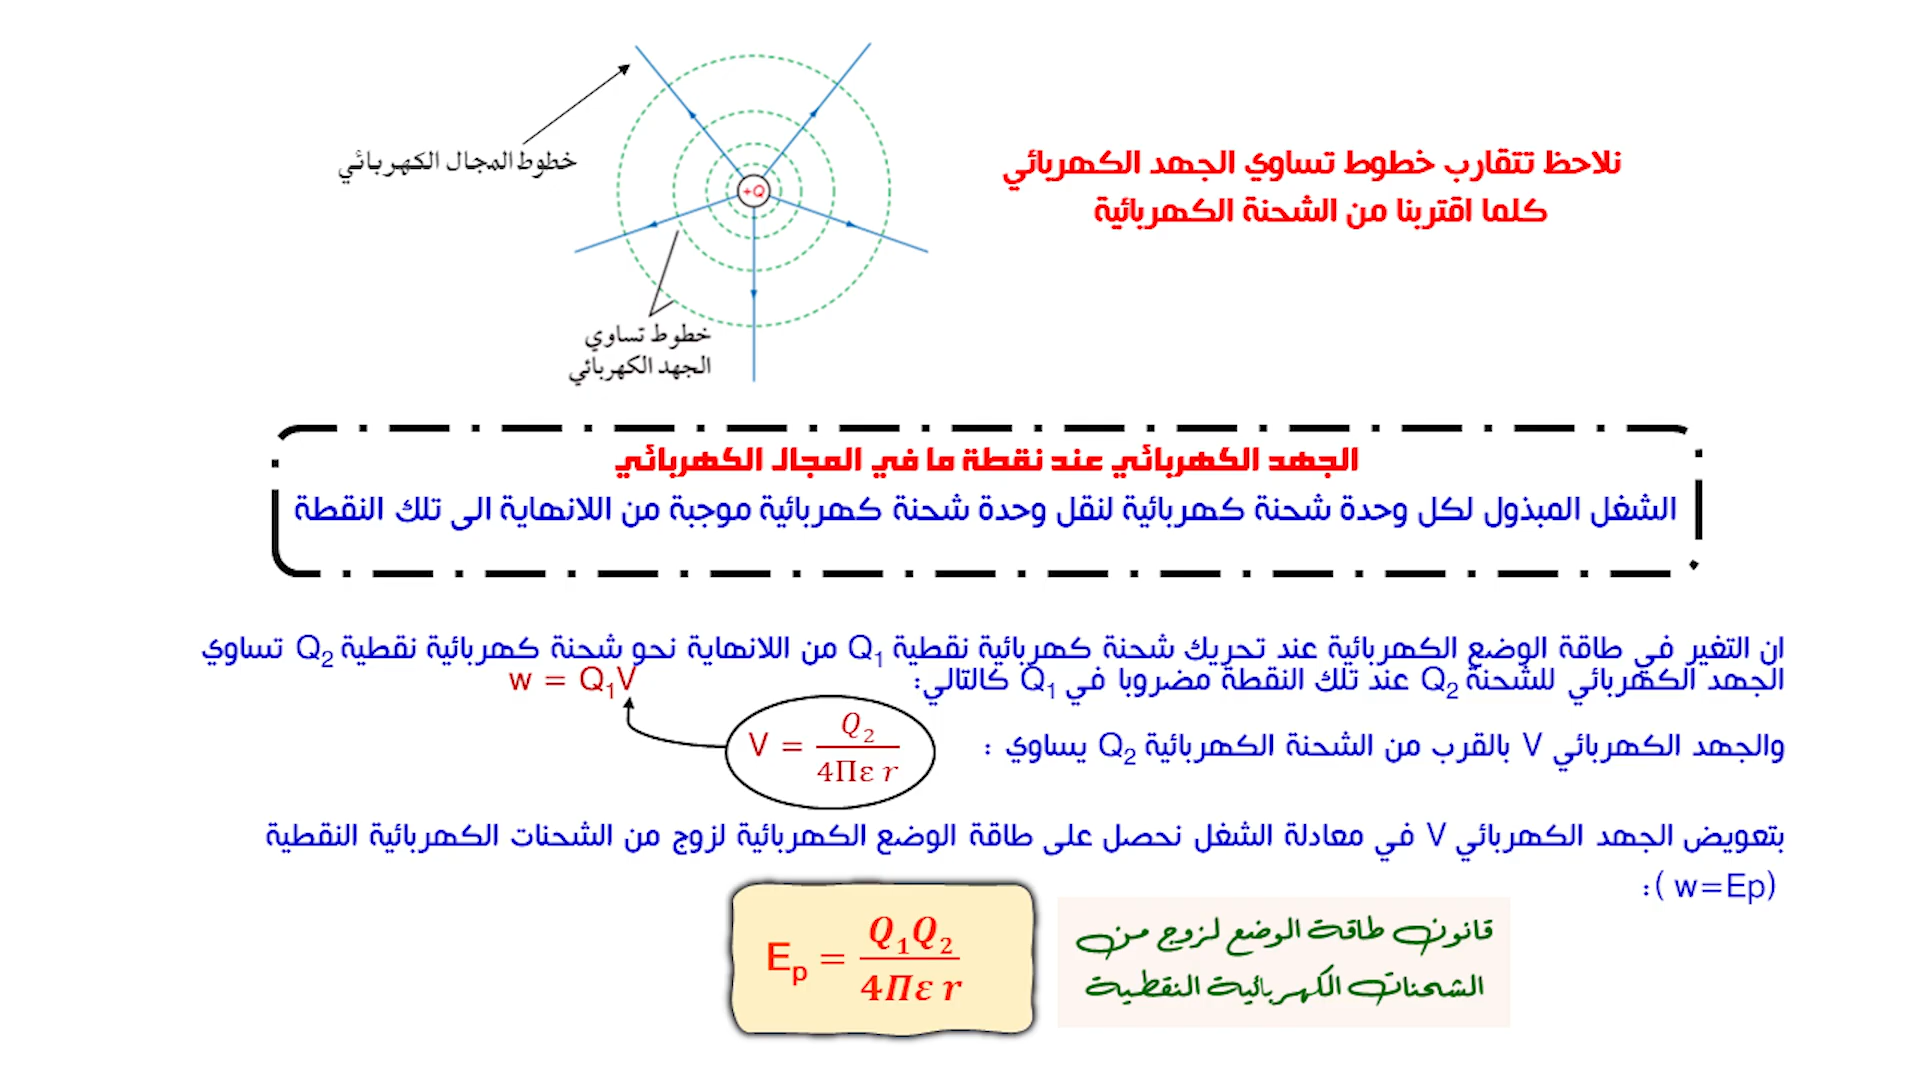 خطوط المجال الكهربائي
+Q
خطوط تساوي
الجهد الكهربائي
نلاحظ تتقارب خطوط تساوي الجهد الكهربائي
كلما اقتربنا من الشحنة الكهربائية
الجهد الكهربائي عند نقطة ما في المجال الكهربائي
الشغل المبذول لكل وحدة شحنة كهربائية لنقل وحدة شحنة كهربائية موجبة من اللانهاية الى تلك النقطة
ان التغير في طاقة الوضع الكهربائية عند تحريك شحنة كهربائية نقطية Q₁ من اللانهاية نحو شحنة كهربائية نقطية Q₂ تساوي
الجهد الكهربائي للشحنة Q₂ عند تلك النقطة مضروبا في Q₁ كالتالي:
w = Q₁V
والجهد الكهربائي V بالقرب من الشحنة الكهربائية Q₂ يساوي :
V = Q₂ / 4Πε r
بتعويض الجهد الكهربائي V في معادلة الشغل نحصل على طاقة الوضع الكهربائية لزوج من الشحنات الكهربائية النقطية
(w=Ep ):
قانون طاقة الوضع لزوج من
الشحنات الكهربائية النقطية
Eₚ = Q₁Q₂ / 4Πε r